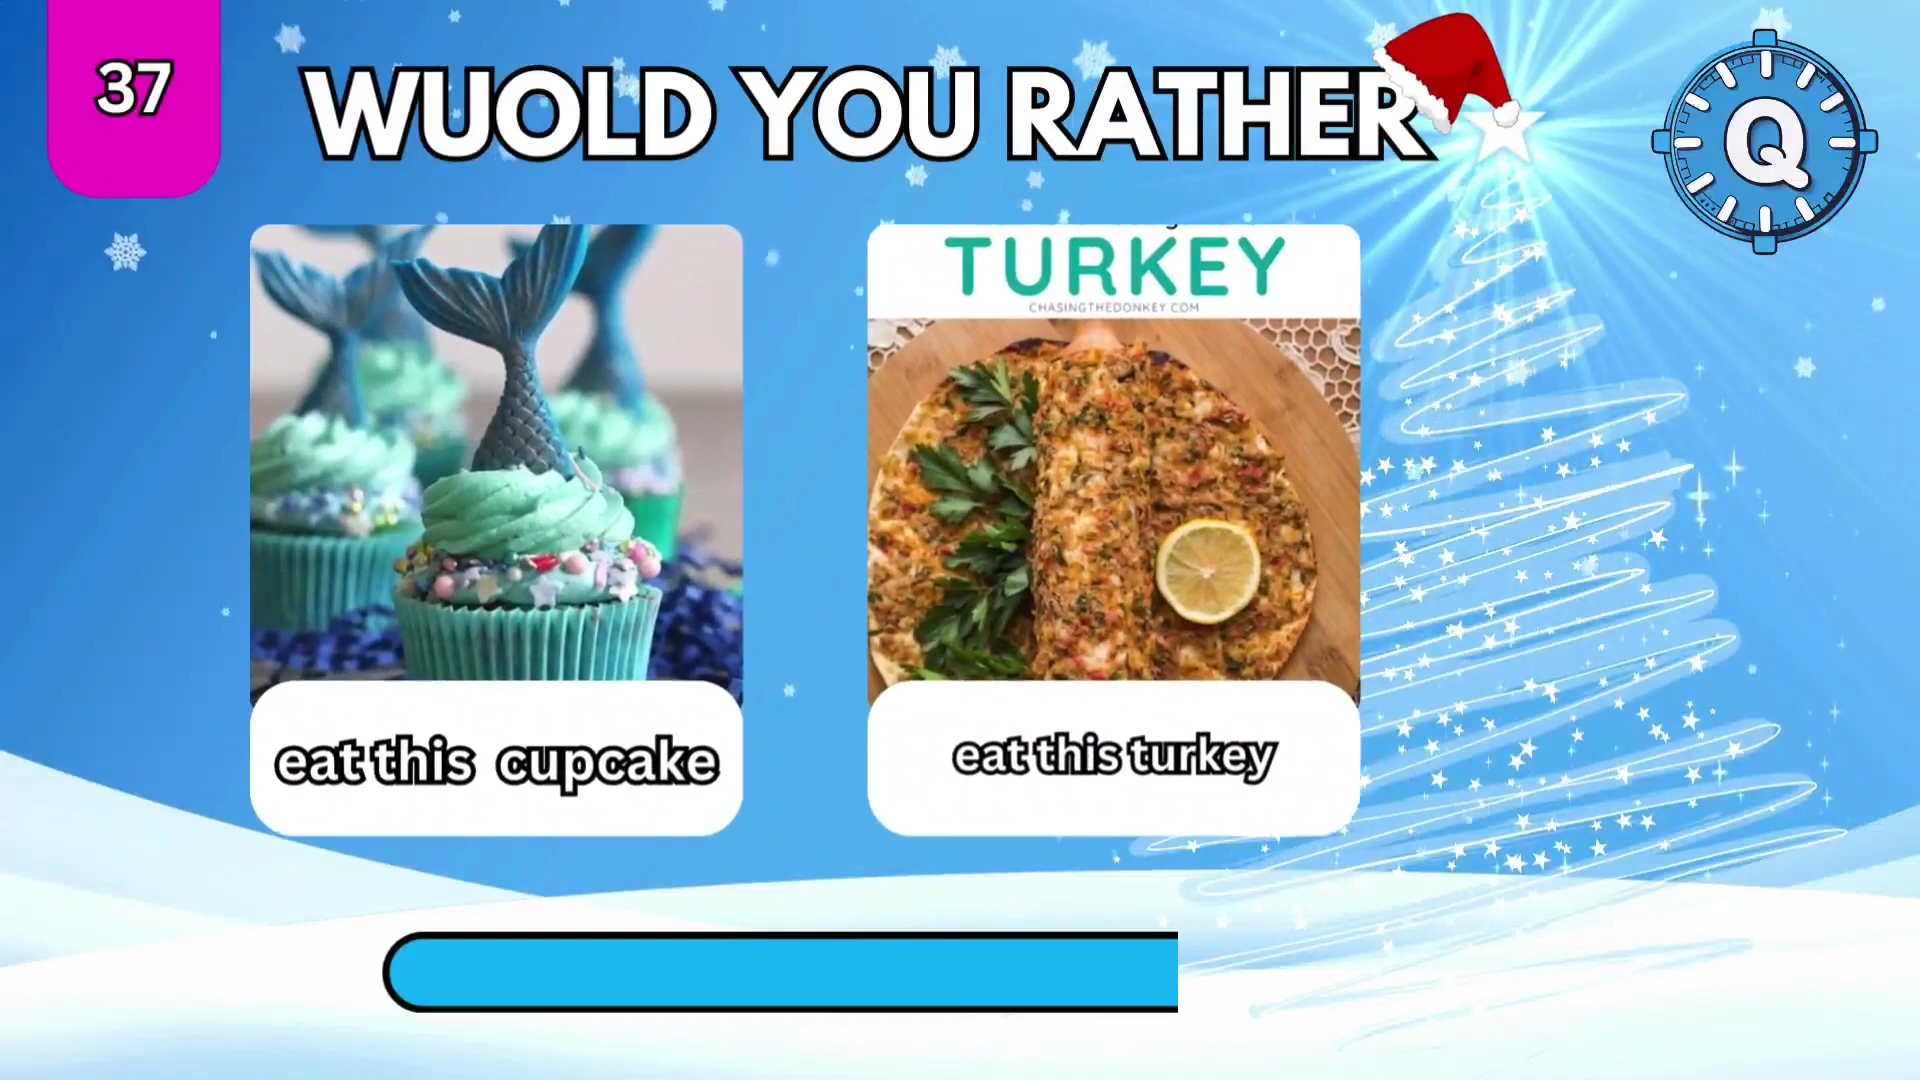 37
WUOLD YOU RATHER
Q
TURKEY
CHASINGTHEDONKEY.COM
eat this cupcake
eat this turkey